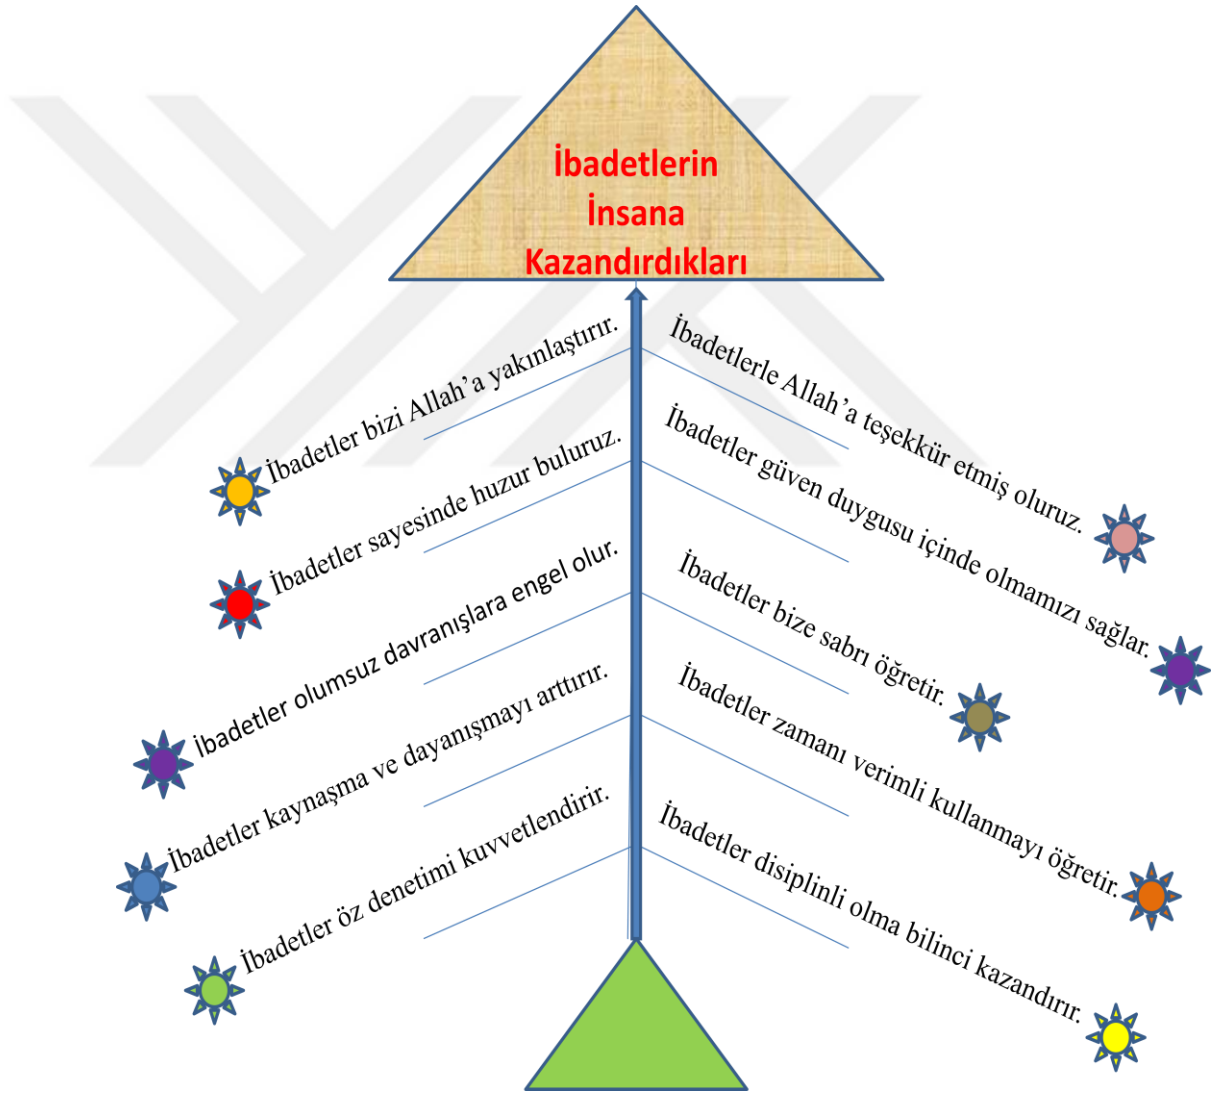 İbadetlerin
İnsana
Kazandırdıkları
İbadetler bizi Allah’a yakınlaştırır.
İbadetler sayesinde huzur buluruz.
İbadetler olumsuz davranışlara engel olur.
İbadetler kaynaşma ve dayanışmayı arttırır.
İbadetler öz denetimi kuvvetlendirir.
İbadetlerle Allah’a teşekkür etmiş oluruz.
İbadetler güven duygusu içinde olmamızı sağlar.
İbadetler bize sabrı öğretir.
İbadetler zamanı verimli kullanmayı öğretir.
İbadetler disiplinli olma bilinci kazandırır.